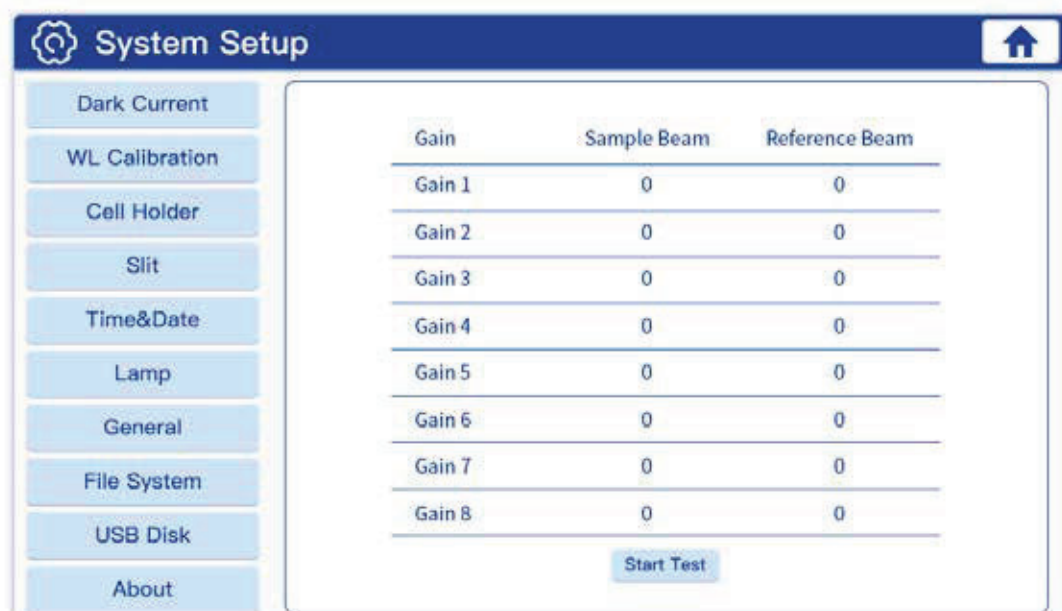 System Setup
Dark Current
WL Calibration
Cell Holder
Slit
Time&Date
Lamp
General
File System
USB Disk
About
Gain Sample Beam Reference Beam
Gain 1 0 0
Gain 2 0 0
Gain 3 0 0
Gain 4 0 0
Gain 5 0 0
Gain 6 0 0
Gain 7 0 0
Gain 8 0 0
Start Test